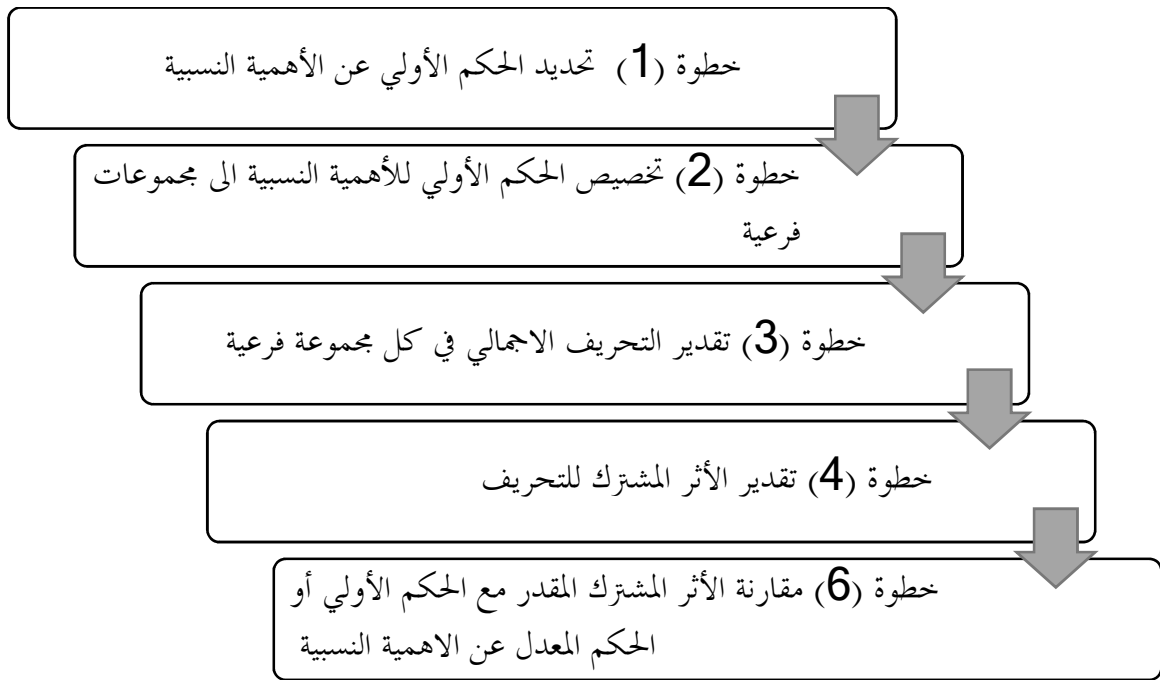 خطوة (1) تحديد الحكم الأولي عن الأهمية النسبية
خطوة (2) تخصيص الحكم الأولي للأهمية النسبية الى مجموعات
فرعية
خطوة (3) تقدير التحريف الاجمالي في كل مجموعة فرعية
خطوة (4) تقدير الأثر المشترك للتحريف
خطوة (6) مقارنة الأثر المشترك المقدر مع الحكم الأولي أو
الحكم المعدل عن الاهمية النسبية